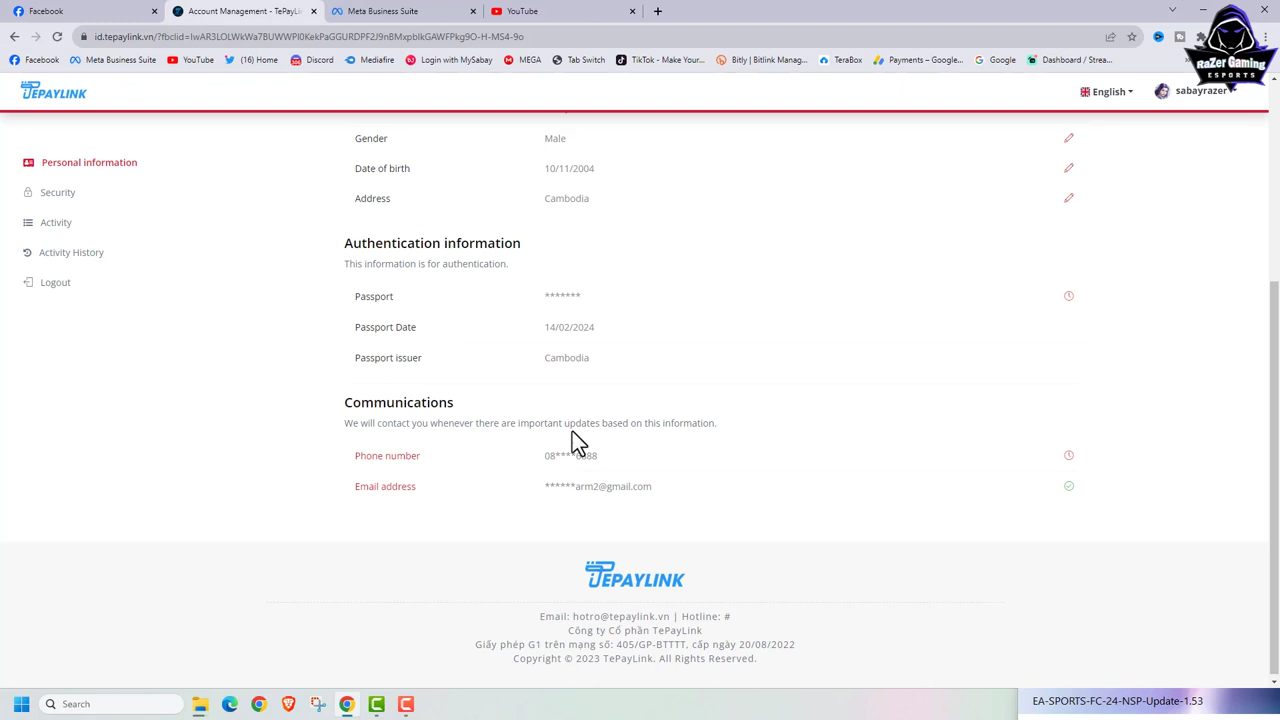 Facebook
Account Management - TePayLi
Meta Business Suite
YouTube
id.tepaylink.vn/?fbclid=IwAR3LOLWkWa7BUWWPI0KekPaGGURDPF2J9nBMxpbIkGAWFPkg9O-H-MS4-9o
Facebook
Meta Business Suite
YouTube
(16) Home
Discord
Mediafire
Login with MySabay
MEGA
Tab Switch
TikTok - Make Your...
Bitly | Bitlink Manag...
TeraBox
Payments – Google...
Google
Dashboard / Strea...
RaZer Gaming
ESPORTS
TEPAYLINK
English
sabayrazer
Personal information
Security
Activity
Activity History
Logout
Gender Male
Date of birth 10/11/2004
Address Cambodia
Authentication information
This information is for authentication.
Passport *******
Passport Date 14/02/2024
Passport issuer Cambodia
Communications
We will contact you whenever there are important updates based on this information.
Phone number
Email address ******arm2@gmail.com
TEPAYLINK
Email: hotro@tepaylink.vn | Hotline: #
Công ty Cổ phần TePayLink
Giấy phép G1 trên mạng số: 405/GP-BTTTT, cấp ngày 20/08/2022
Copyright © 2023 TePayLink. All Rights Reserved.
Search
EA-SPORTS-FC-24-NSP-Update-1.53